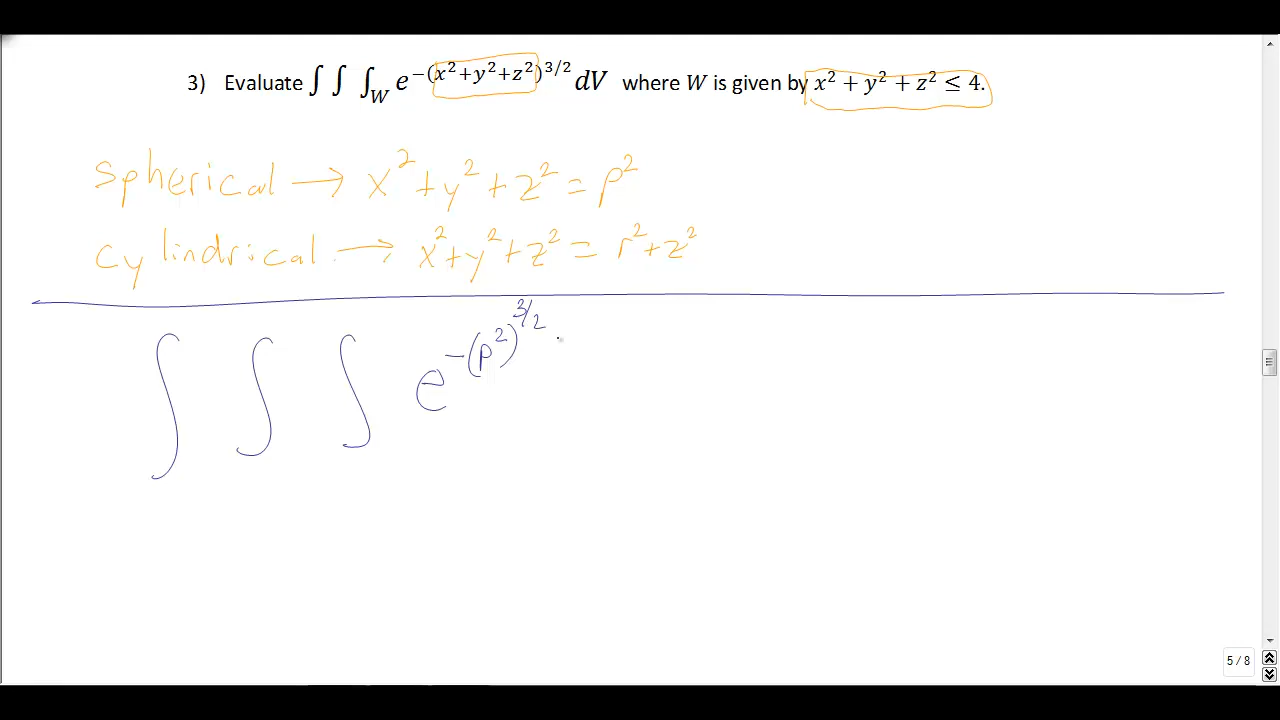 3) Evaluate ∫ ∫ ∫_W e^−(x²+y²+z²)^3/2 dV where W is given by x² + y² + z² ≤ 4.
Spherical → x² + y² + z² = ρ²
Cylindrical → x² + y² + z² = r² + z²
∫ ∫ ∫ e^−(ρ²)^3/2
5 / 8